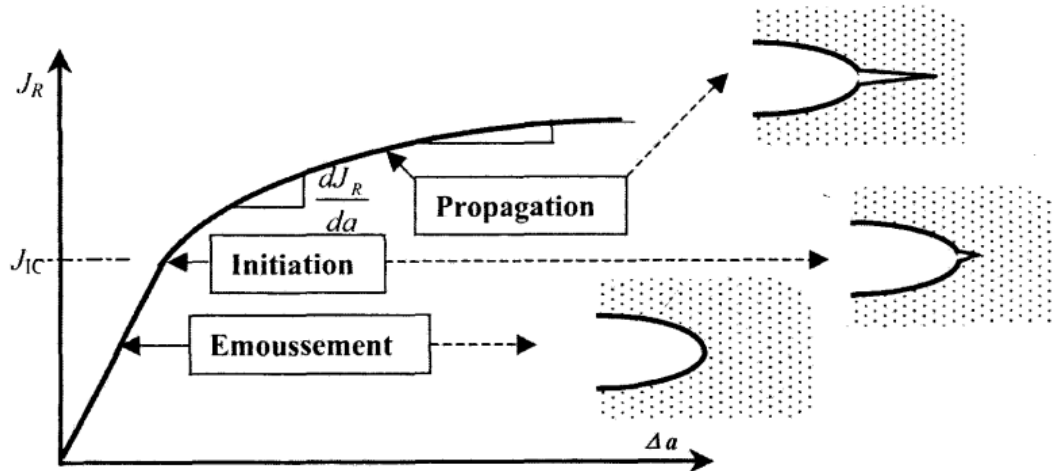 J_R
dJ_R
da
Propagation
J_IC
Initiation
Emoussement
Δa